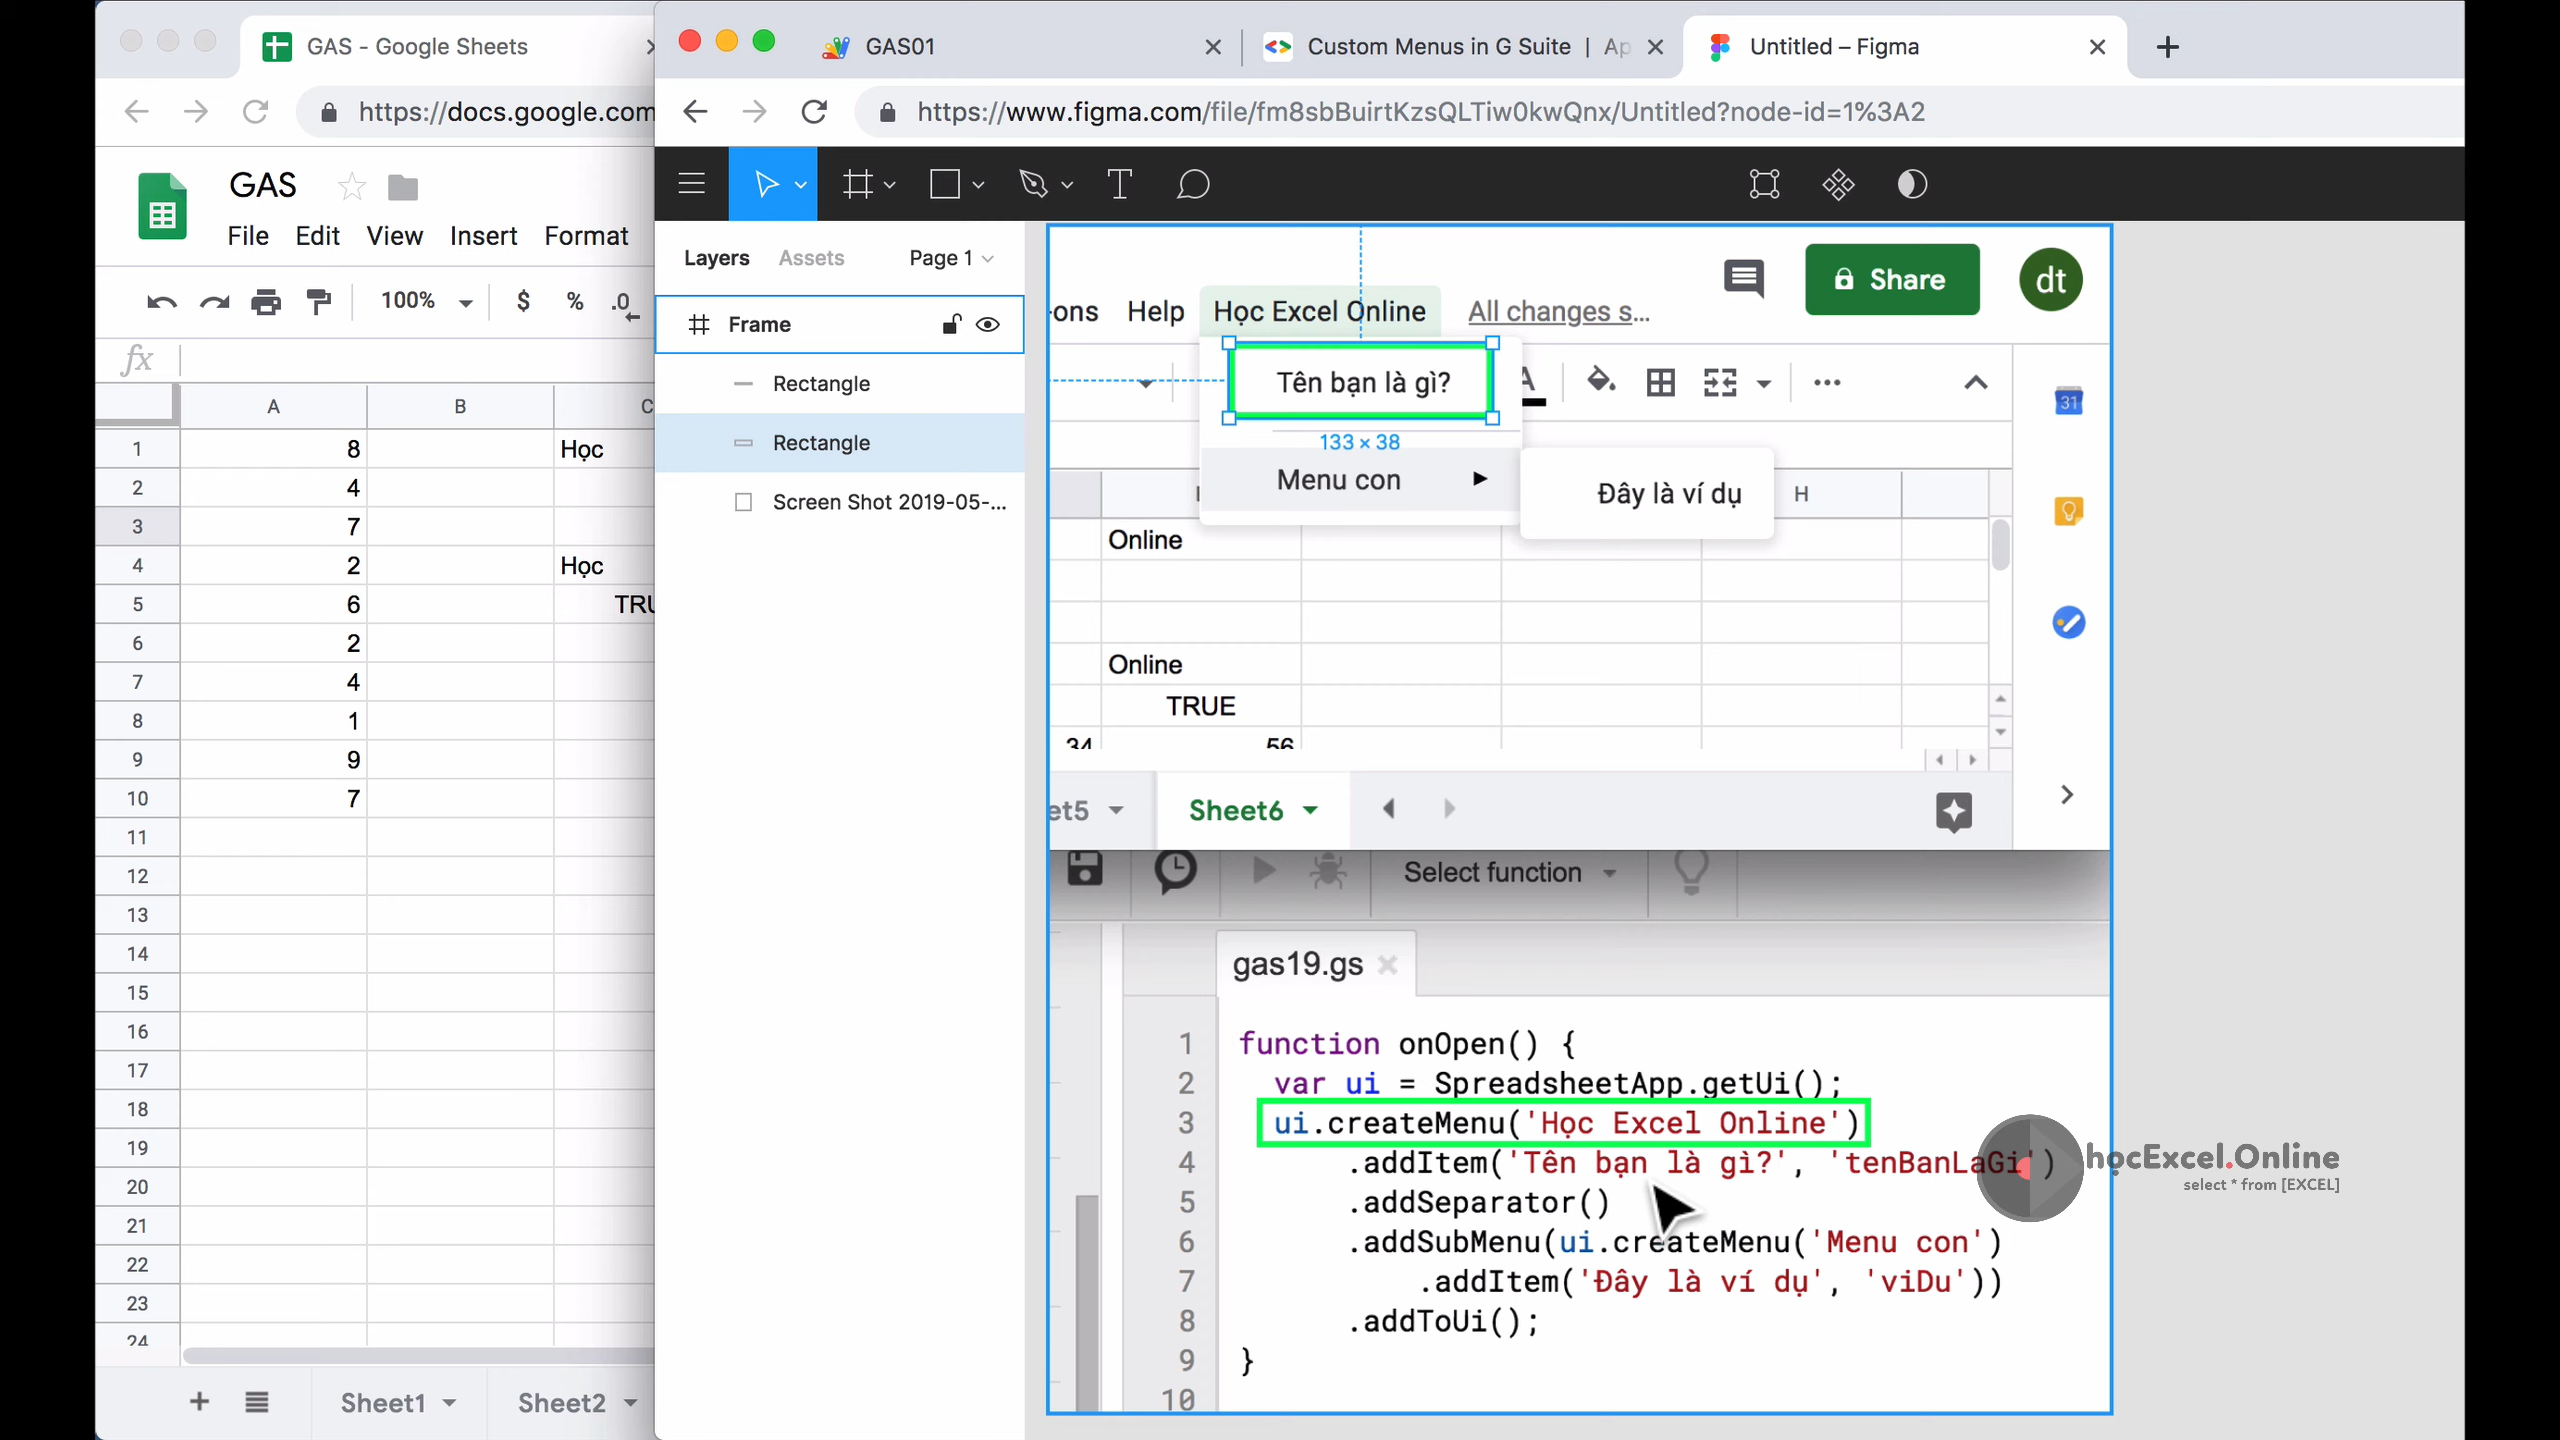 GAS - Google Sheets
GAS01
Custom Menus in G Suite | Ap
Untitled – Figma
https://docs.google.com
https://www.figma.com/file/fm8sbBuirtKzsQLTiw0kwQnx/Untitled?node-id=1%3A2
GAS
File Edit View Insert Format
100% $ % .0
fx
A B C
1 8 Học
2 4
3 7
4 2 Học
5 6 TRU
6 2
7 4
8 1
9 9
10 7
11
12
13
14
15
16
17
18
19
20
21
22
23
24
Sheet1 Sheet2
Layers Assets Page 1
Frame
Rectangle
Rectangle
Screen Shot 2019-05-...
ons Help Học Excel Online All changes s... Share dt
Tên bạn là gì? A
31
133 × 38
Menu con
Đây là ví dụ H
Online
Online
TRUE
34 56
et5 Sheet6
Select function
gas19.gs
1 function onOpen() {
2 var ui = SpreadsheetApp.getUi();
3 ui.createMenu('Học Excel Online')
4 .addItem('Tên bạn là gì?', 'tenBanLaGi')
5 .addSeparator()
6 .addSubMenu(ui.createMenu('Menu con')
7 .addItem('Đây là ví dụ', 'viDu'))
8 .addToUi();
9 }
10
họcExcel.Online
select * from [EXCEL]